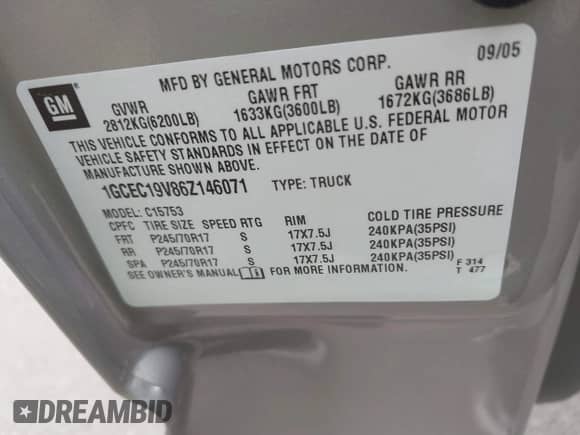 09/05
MFD BY GENERAL MOTORS CORP.
GM
GVWR GAWR FRT GAWR RR
2812KG(6200LB) 1633KG(3600LB) 1672KG(3686LB)
THIS VEHICLE CONFORMS TO ALL APPLICABLE U.S. FEDERAL MOTOR
VEHICLE SAFETY STANDARDS IN EFFECT ON THE DATE OF
MANUFACTURE SHOWN ABOVE.
1GCEC19V86Z146071 TYPE: TRUCK
MODEL: C15753
CPFC TIRE SIZE SPEED RTG RIM COLD TIRE PRESSURE
FRT P245/70R17 S 17X7.5J 240KPA(35PSI)
RR P245/70R17 S 17X7.5J 240KPA(35PSI)
SPA P245/70R17 S 17X7.5J 240KPA(35PSI)
SEE OWNER'S MANUAL FOR MORE INFORMATION.
F 314
T 477
DREAMBID